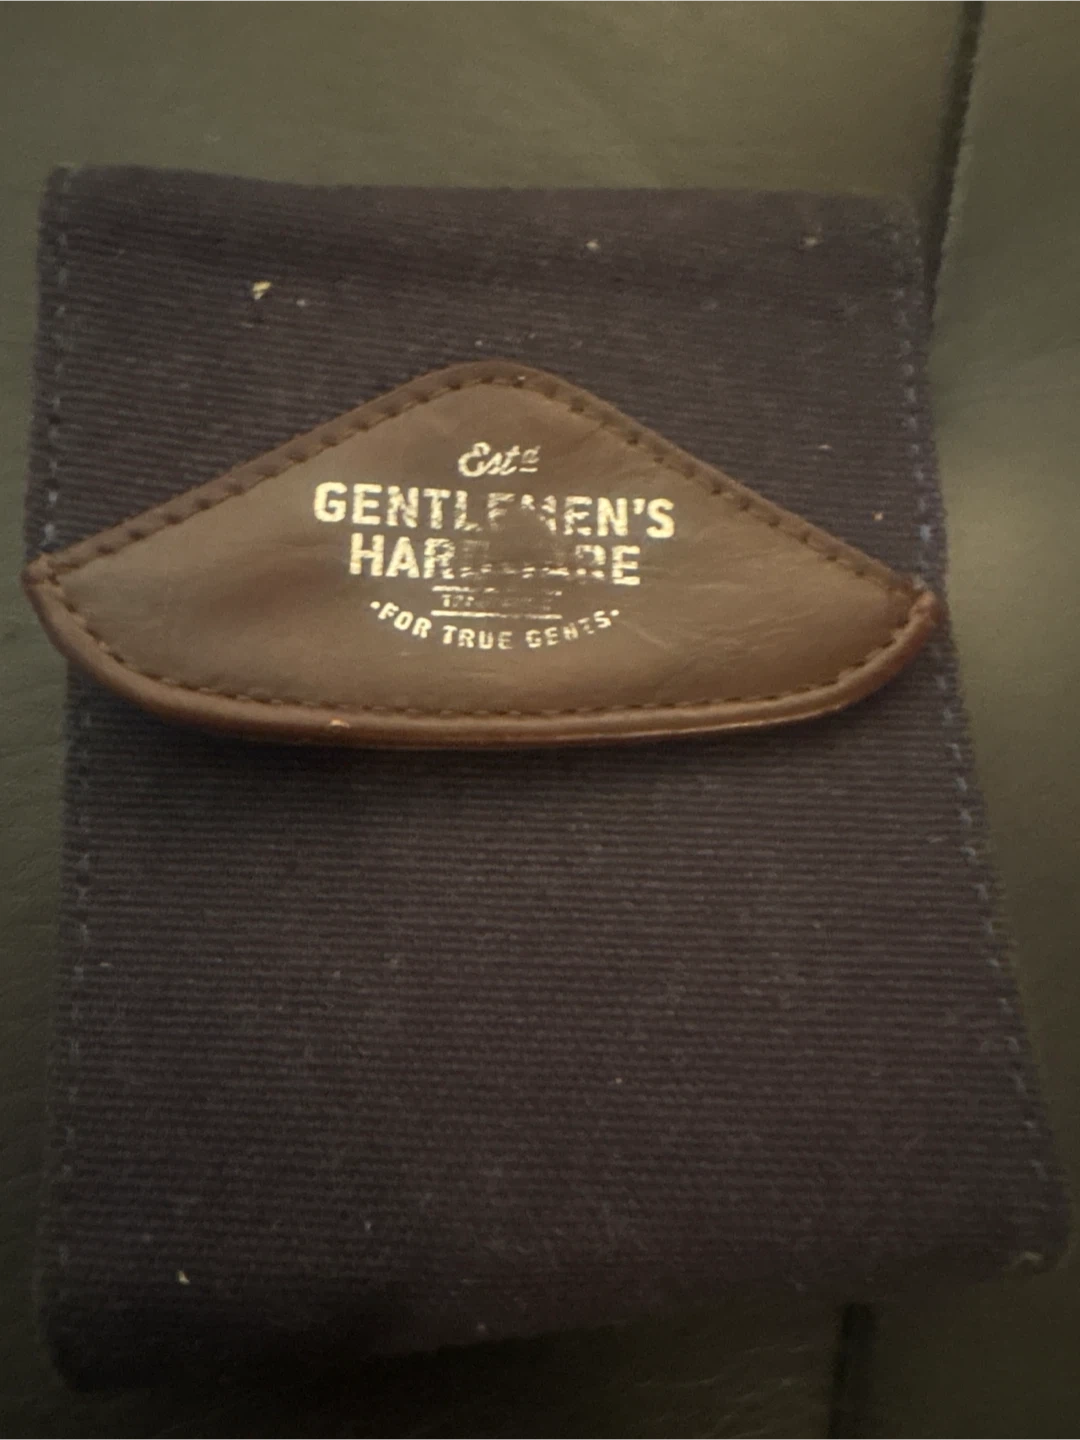 Estd
GENTLEMEN'S
HARDWARE
•FOR TRUE GENTS•